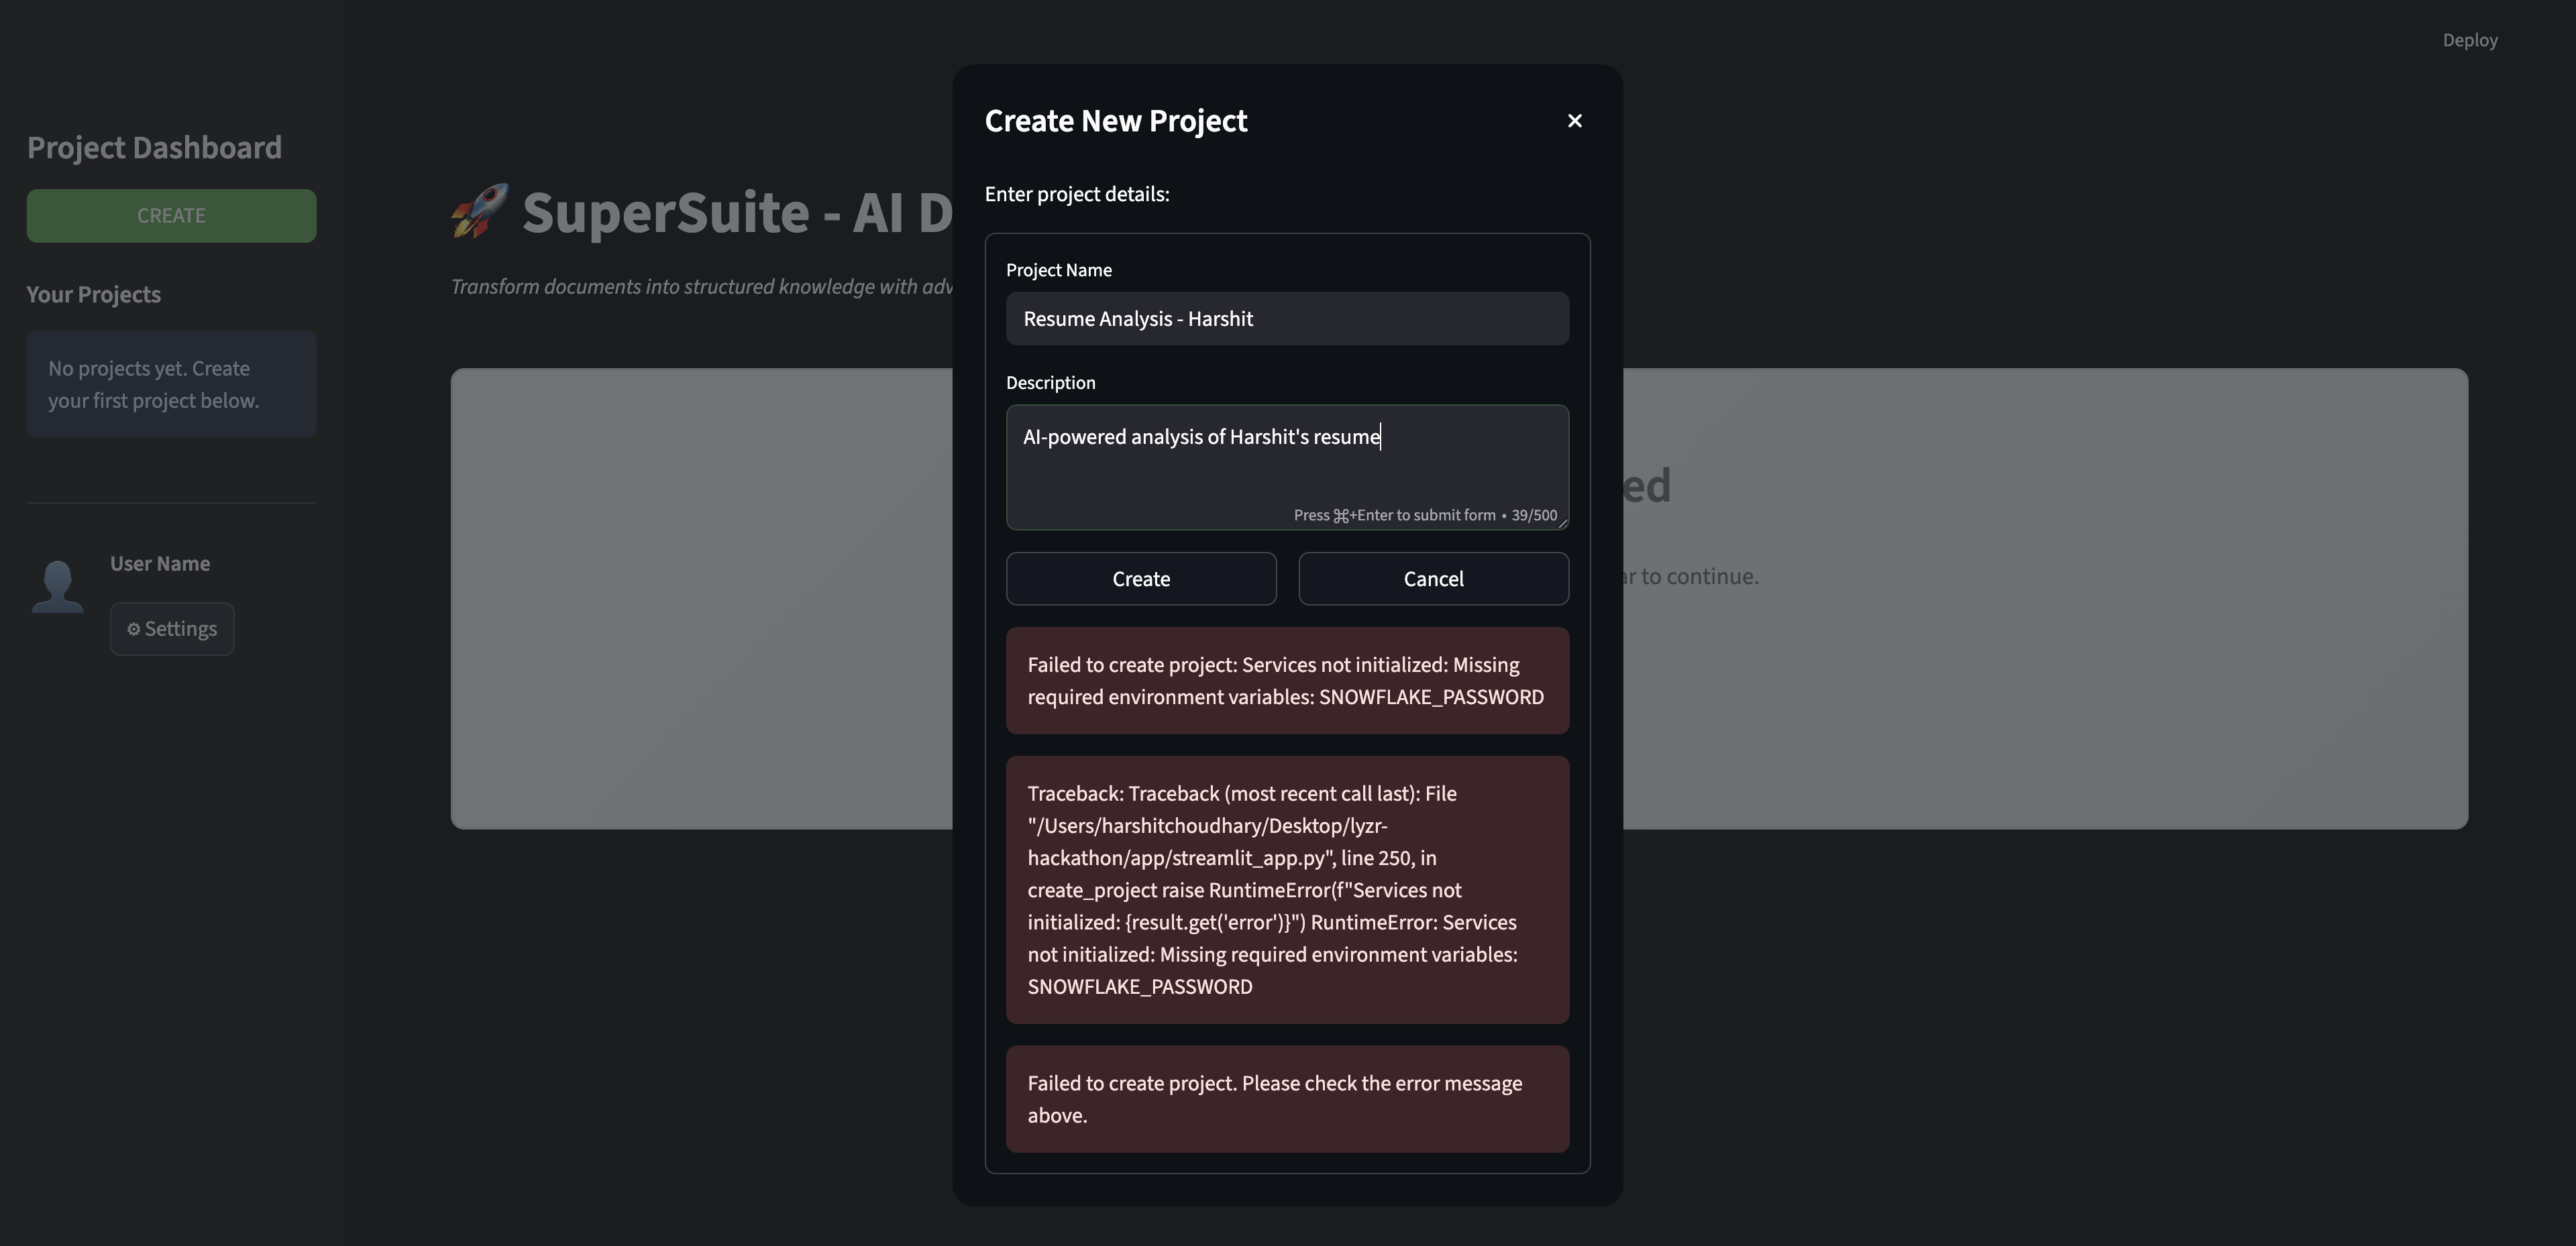 Deploy
Project Dashboard
CREATE
Your Projects
No projects yet. Create
your first project below.
User Name
⚙ Settings
🚀 SuperSuite - AI D
Transform documents into structured knowledge with adv
ed
ar to continue.
Create New Project
Enter project details:
Project Name
Resume Analysis - Harshit
Description
AI-powered analysis of Harshit's resume
Press ⌘+Enter to submit form • 39/500
Create
Cancel
Failed to create project: Services not initialized: Missing
required environment variables: SNOWFLAKE_PASSWORD
Traceback: Traceback (most recent call last): File
"/Users/harshitchoudhary/Desktop/lyzr-
hackathon/app/streamlit_app.py", line 250, in
create_project raise RuntimeError(f"Services not
initialized: {result.get('error')}") RuntimeError: Services
not initialized: Missing required environment variables:
SNOWFLAKE_PASSWORD
Failed to create project. Please check the error message
above.